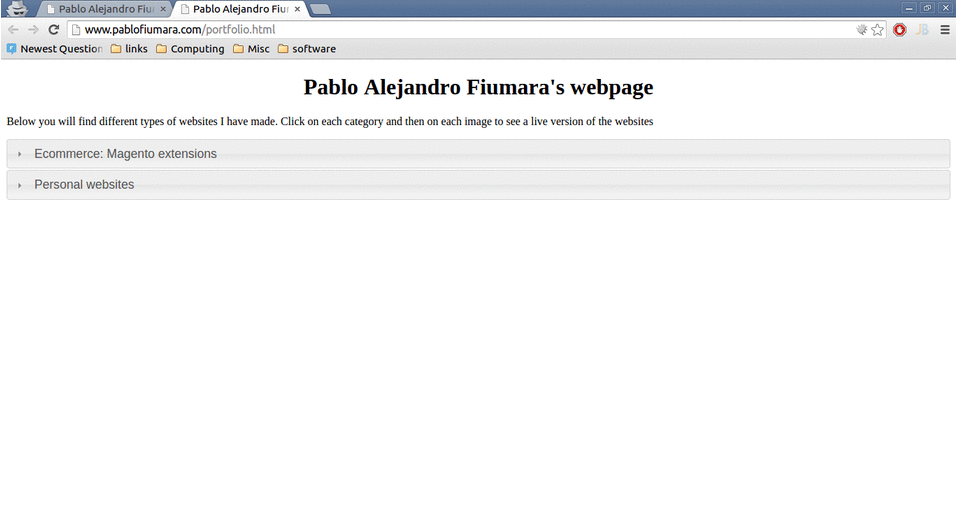 Pablo Alejandro Fiu
Pablo Alejandro Fiu
www.pablofiumara.com/portfolio.html
Newest Question
links
Computing
Misc
software
Pablo Alejandro Fiumara's webpage
Below you will find different types of websites I have made. Click on each category and then on each image to see a live version of the websites
Ecommerce: Magento extensions
Personal websites